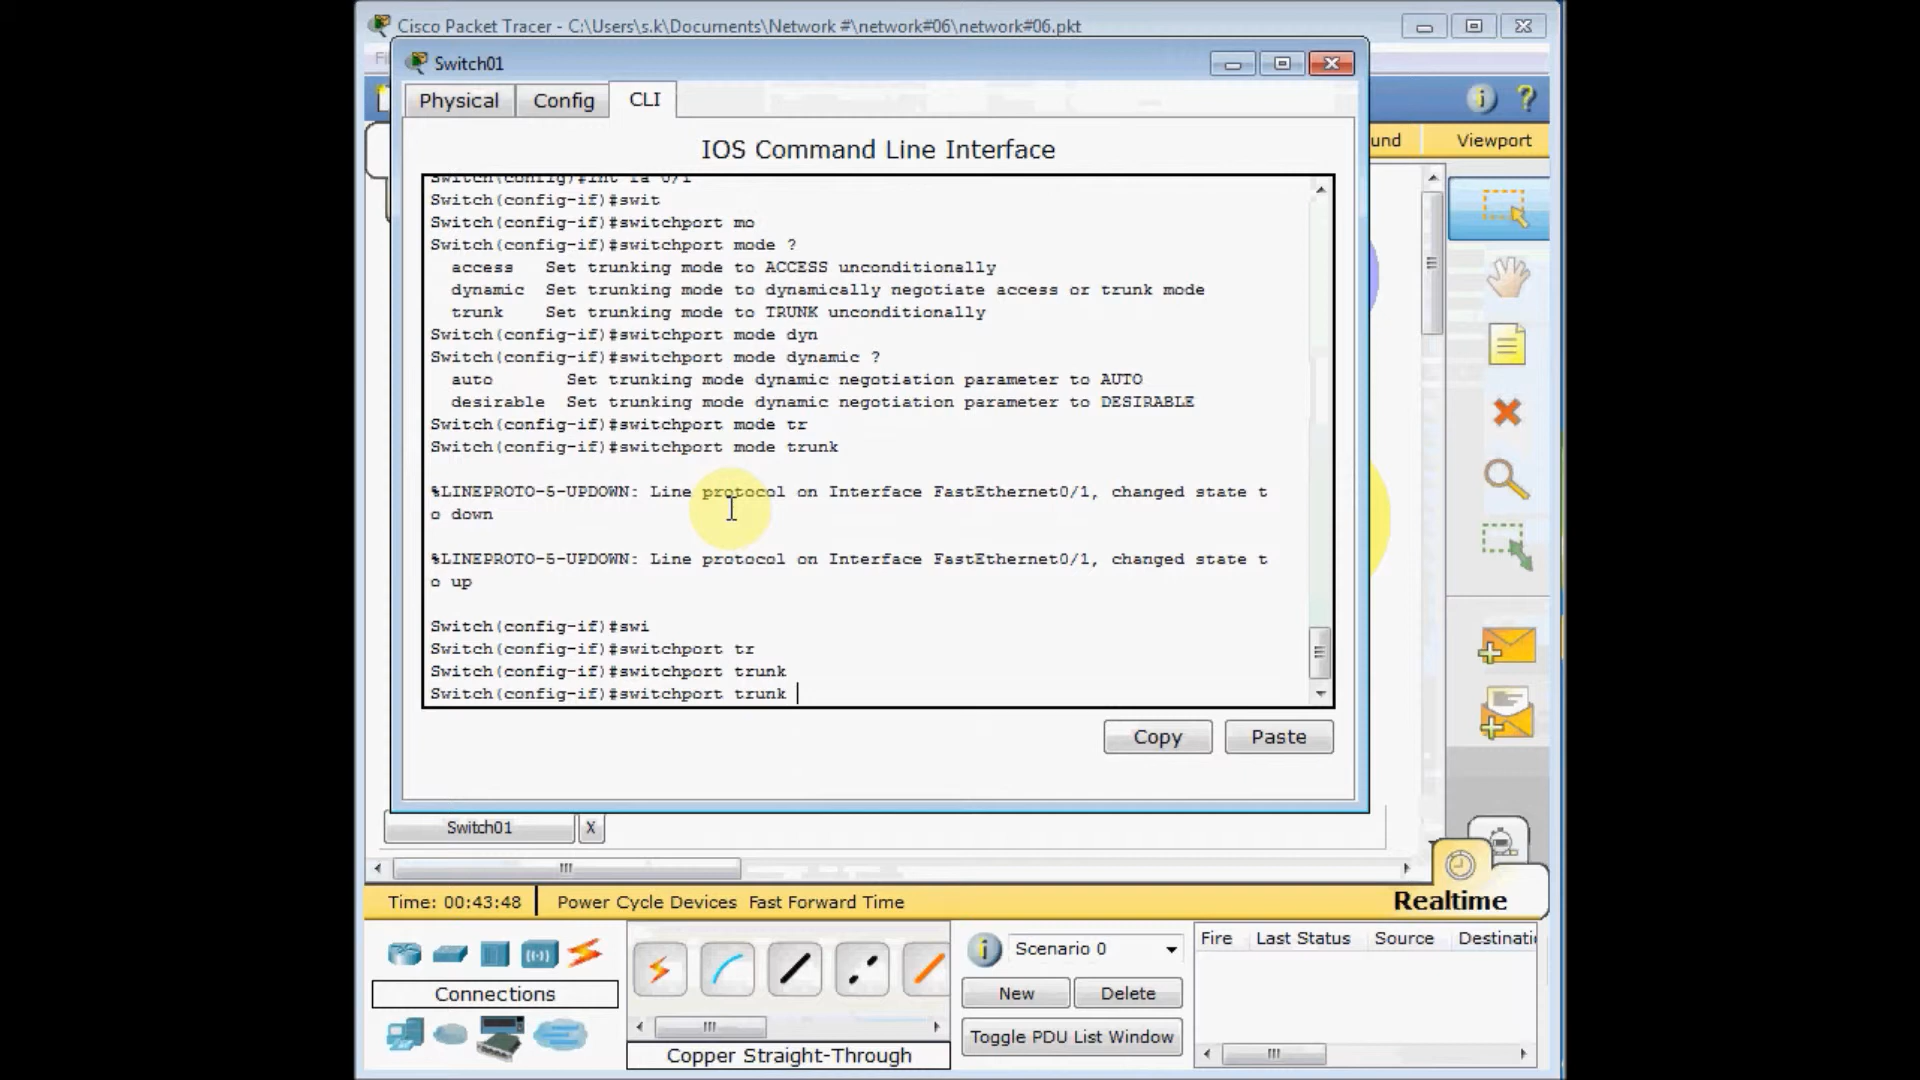 Cisco Packet Tracer - C:\Users\s.k\Documents\Network #\network#06\network#06.pkt
Switch01
Physical
Config
CLI
und
Viewport
IOS Command Line Interface
Switch(config)#int fa 0/1
Switch(config-if)#swit
Switch(config-if)#switchport mo
Switch(config-if)#switchport mode ?
access Set trunking mode to ACCESS unconditionally
dynamic Set trunking mode to dynamically negotiate access or trunk mode
trunk Set trunking mode to TRUNK unconditionally
Switch(config-if)#switchport mode dyn
Switch(config-if)#switchport mode dynamic ?
auto Set trunking mode dynamic negotiation parameter to AUTO
desirable Set trunking mode dynamic negotiation parameter to DESIRABLE
Switch(config-if)#switchport mode tr
Switch(config-if)#switchport mode trunk
%LINEPROTO-5-UPDOWN: Line protocol on Interface FastEthernet0/1, changed state t
o down
%LINEPROTO-5-UPDOWN: Line protocol on Interface FastEthernet0/1, changed state t
o up
Switch(config-if)#swi
Switch(config-if)#switchport tr
Switch(config-if)#switchport trunk
Switch(config-if)#switchport trunk
Copy
Paste
Switch01
X
Time: 00:43:48
Power Cycle Devices Fast Forward Time
Realtime
Connections
Copper Straight-Through
Scenario 0
New
Delete
Toggle PDU List Window
Fire
Last Status
Source
Destinati